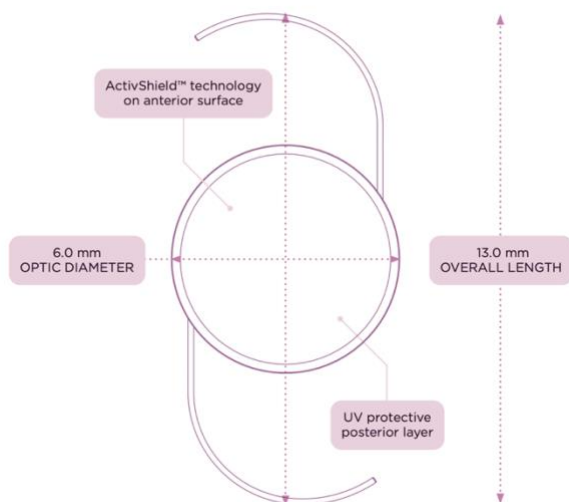 ActivShield™ technology
on anterior surface
6.0 mm
OPTIC DIAMETER
13.0 mm
OVERALL LENGTH
UV protective
posterior layer